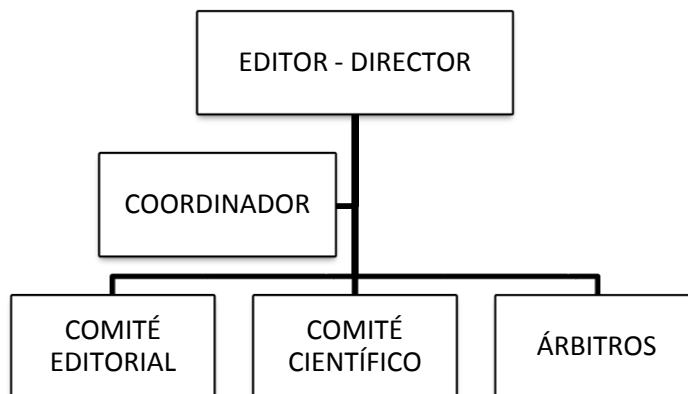 EDITOR - DIRECTOR
COORDINADOR
COMITÉ
EDITORIAL
COMITÉ
CIENTÍFICO
ÁRBITROS